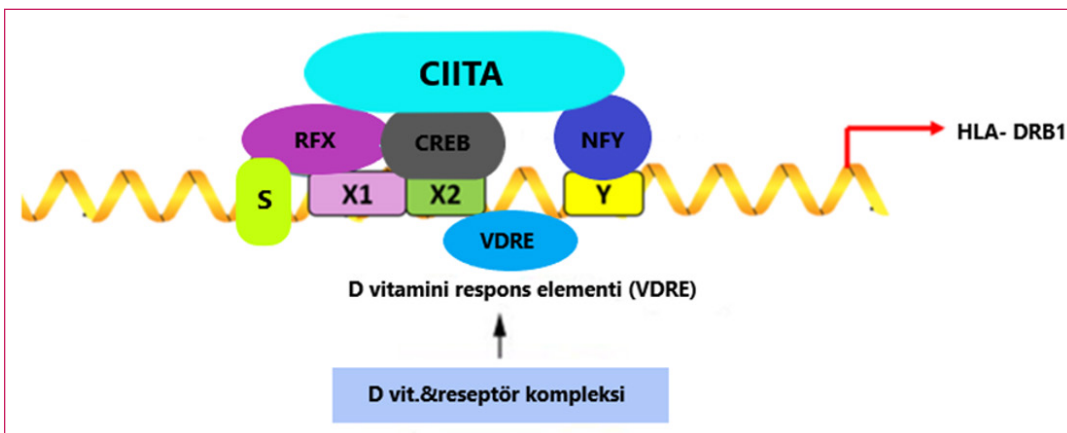 CIITA
RFX
CREB
NFY
HLA- DRB1
S
X1
X2
Y
VDRE
D vitamini respons elementi (VDRE)
D vit.&reseptör kompleksi